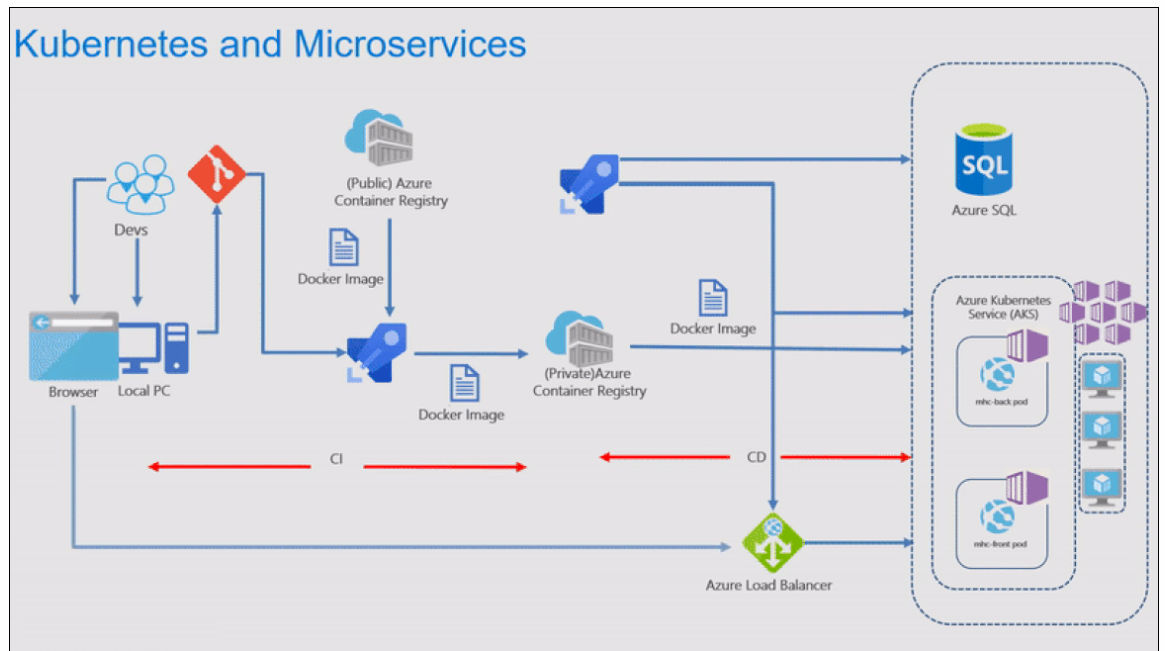 Kubernetes and Microservices
(Public) Azure
Container Registry
SQL
Azure SQL
Devs
Docker Image
Docker Image
Azure Kubernetes
Service (AKS)
(Private)Azure
Container Registry
Browser
Local PC
Docker Image
mhc-back pod
CI
CD
mhc-front pod
Azure Load Balancer